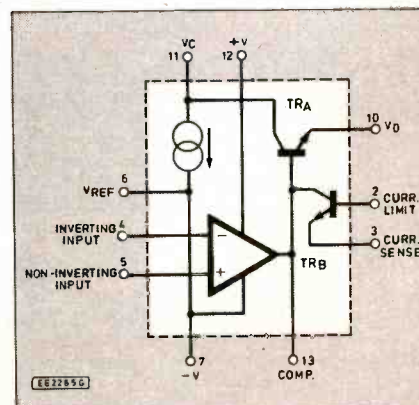 VC
+V
11
12
TRA
10
VD
6
VREF
2
CURR.
LIMIT
INVERTING
INPUT
4
−
3
CURR.
SENSE
NON-INVERTING
INPUT
5
+
TRB
7
−V
13
COMP.
EE2265G